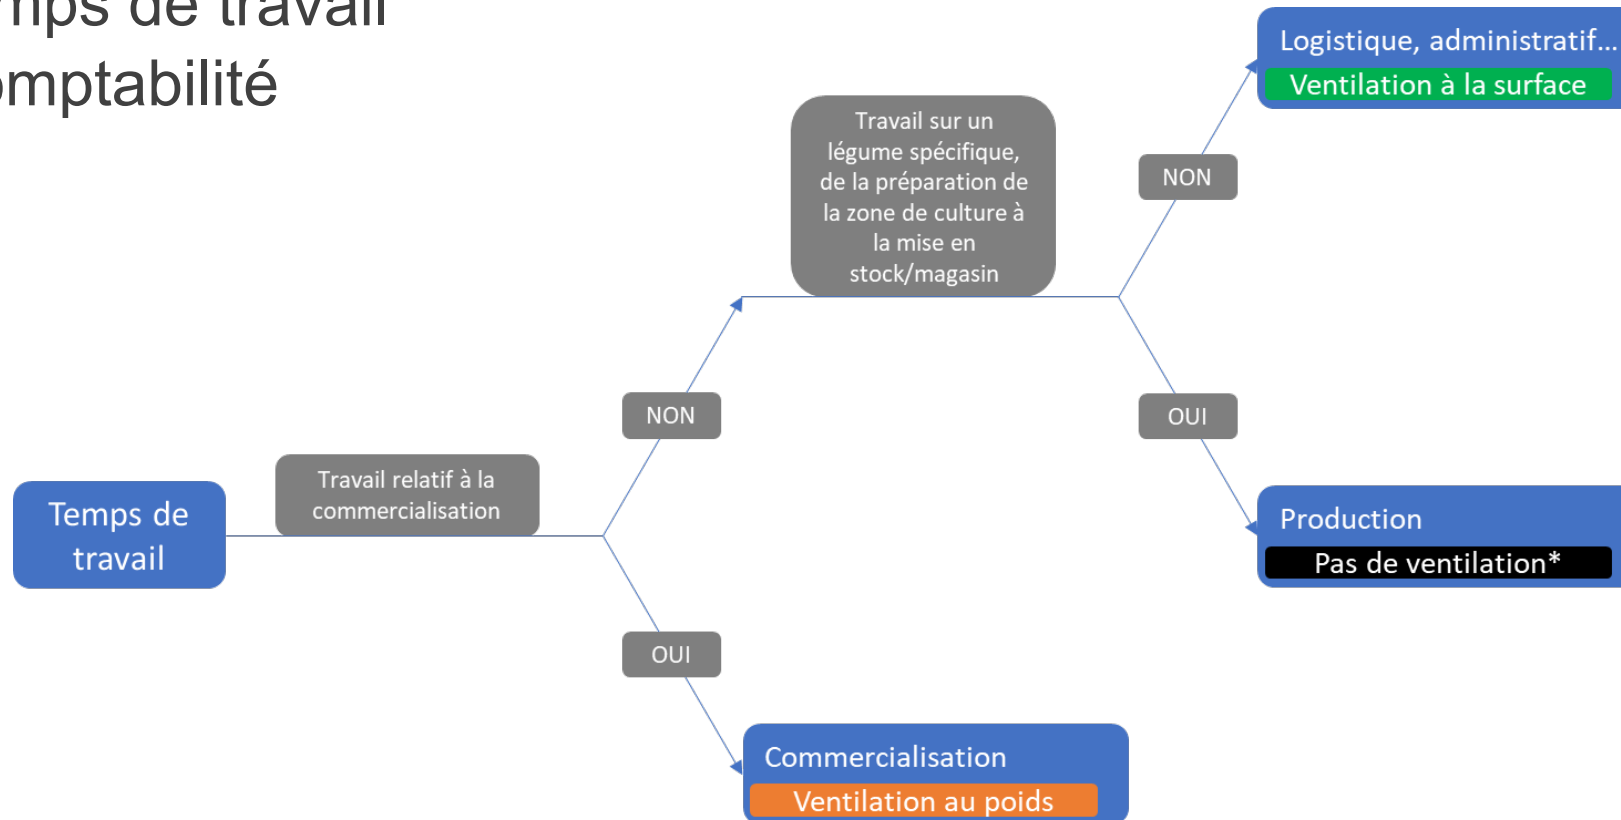 mps de travail
omptabilité
Logistique, administratif...
Ventilation à la surface
Travail sur un
légume spécifique,
de la préparation de
la zone de culture à
la mise en
stock/magasin
NON
NON
OUI
Travail relatif à la
commercialisation
Temps de
travail
Production
Pas de ventilation*
OUI
Commercialisation
Ventilation au poids